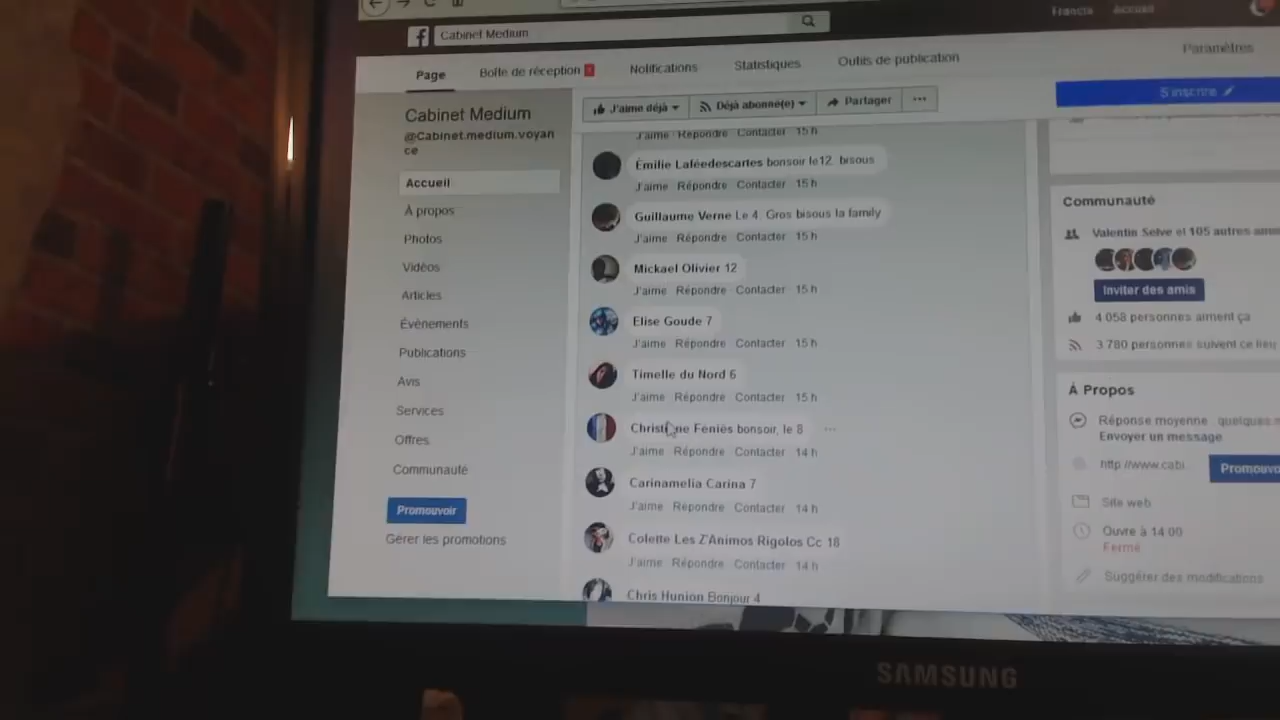 Francis Accueil
Cabinet Medium
Page Boîte de réception 1 Notifications Statistiques Outils de publication Paramètres
Cabinet Medium
@Cabinet.medium.voyan
ce
Accueil
À propos
Photos
Vidéos
Articles
Évènements
Publications
Avis
Services
Offres
Communauté
Promouvoir
Gérer les promotions
J'aime déjà Déjà abonné(e) Partager ...
J'aime Répondre Contacter 15 h
Émilie Laféedescartes bonsoir le12. bisous
J'aime Répondre Contacter 15 h
Guillaume Verne Le 4 Gros bisous la family
J'aime Répondre Contacter 15 h
Mickael Olivier 12
J'aime Répondre Contacter 15 h
Elise Goude 7
J'aime Répondre Contacter 15 h
Timelle du Nord 6
J'aime Répondre Contacter 15 h
Christine Feniès bonsoir, le 8 ...
J'aime Répondre Contacter 14 h
Carinamelia Carina 7
J'aime Répondre Contacter 14 h
Colette Les Z'Animos Rigolos Cc 18
J'aime Répondre Contacter 14 h
Chris Hunion Bonjour 4
S'inscrire
Communauté
Valentin Selve et 105 autres
Inviter des amis
4 058 personnes aiment ça
3 780 personnes suivent ce
À Propos
Réponse moyenne : quelques
Envoyer un message
http://www.cabi
Site web
Ouvre à 14:00
Fermé
Suggérer des modifications
SAMSUNG